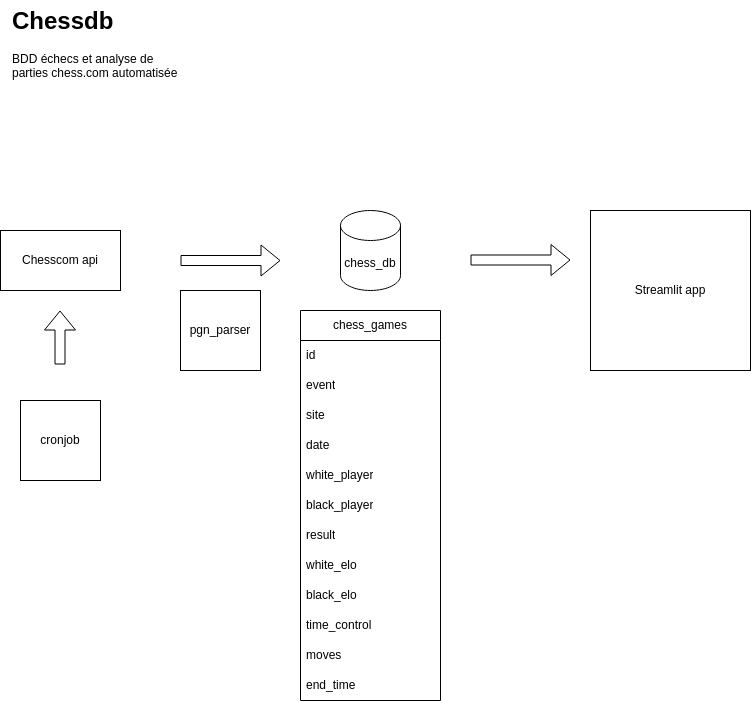 Chessdb
BDD échecs et analyse de
parties chess.com automatisée
Chesscom api
chess_db
Streamlit app
pgn_parser
cronjob
chess_games
id
event
site
date
white_player
black_player
result
white_elo
black_elo
time_control
moves
end_time